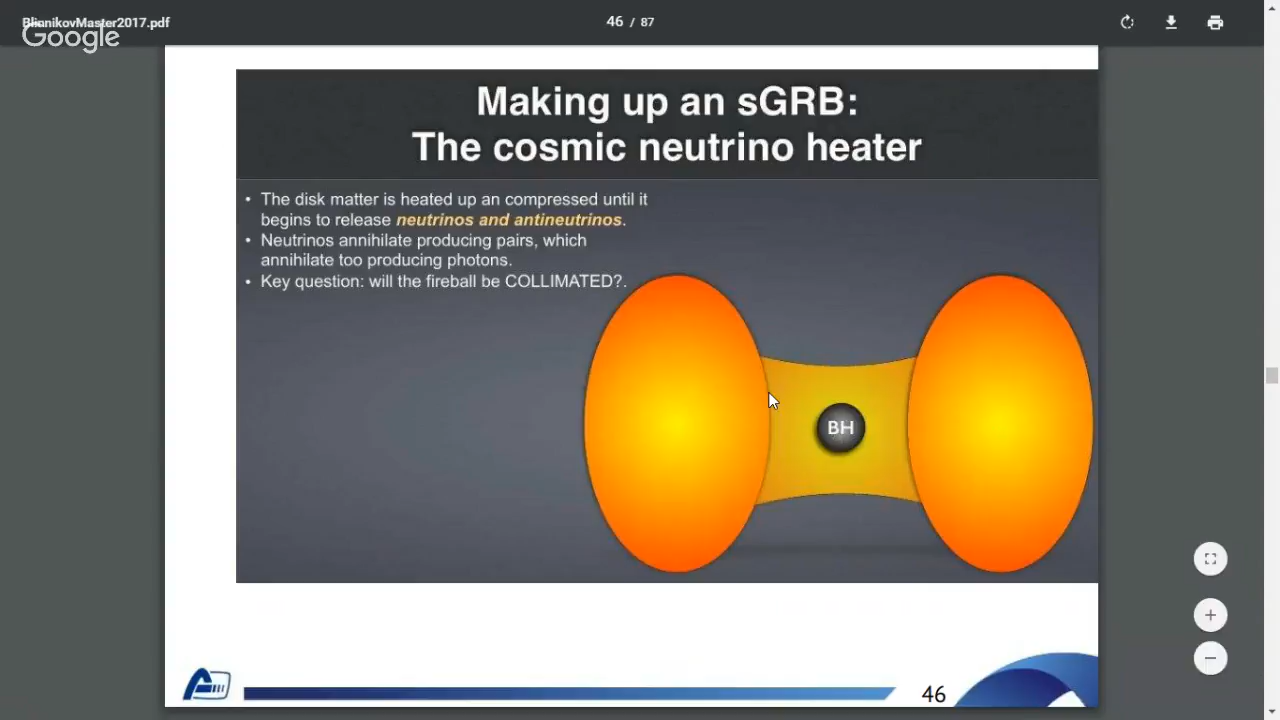 BlinnikovMaster2017.pdf
Google
46 / 87
Making up an sGRB:
The cosmic neutrino heater
• The disk matter is heated up an compressed until it
begins to release neutrinos and antineutrinos.
• Neutrinos annihilate producing pairs, which
annihilate too producing photons.
• Key question: will the fireball be COLLIMATED?.
BH
46